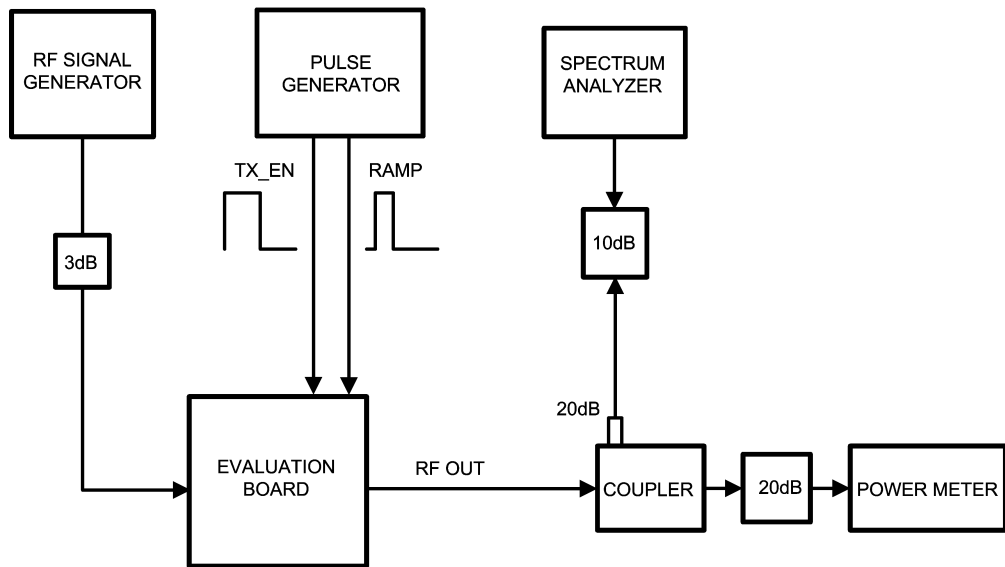 RF SIGNAL
GENERATOR
PULSE
GENERATOR
SPECTRUM
ANALYZER
TX_EN
RAMP
3dB
10dB
20dB
EVALUATION
BOARD
RF OUT
COUPLER
20dB
POWER METER